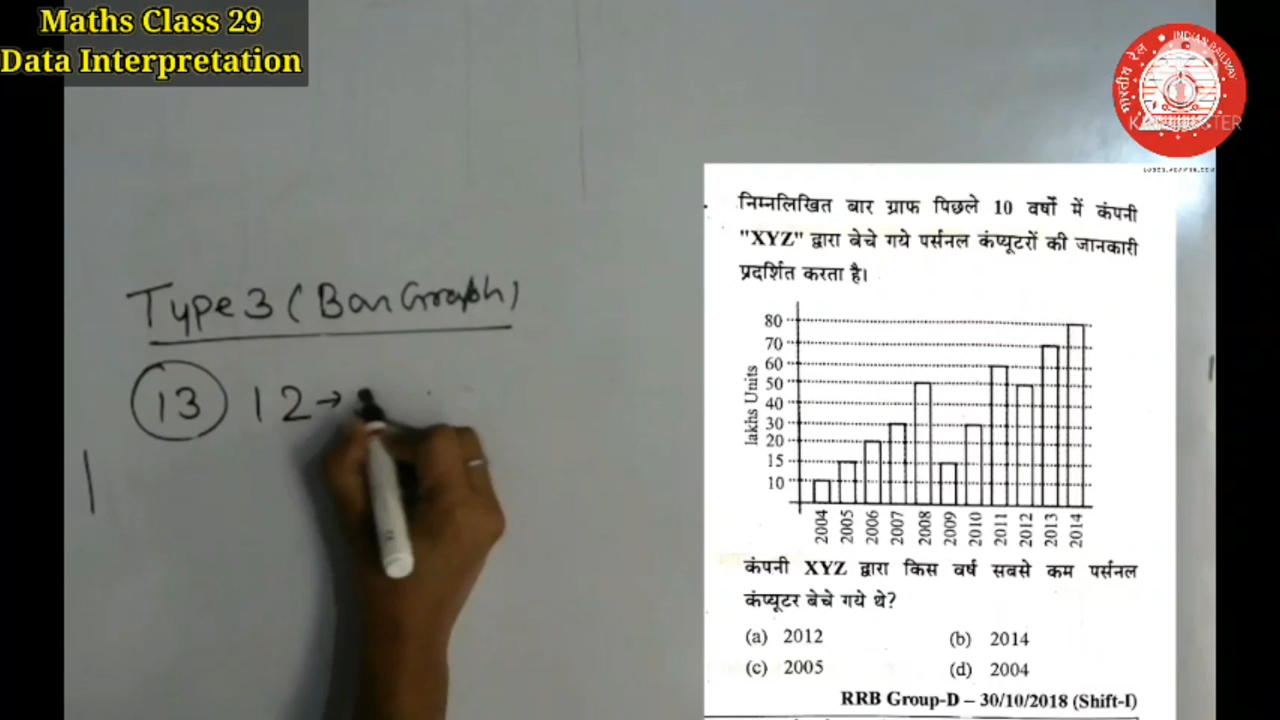 Maths Class 29
Data Interpretation
भारतीय रेल
INDIAN RAILWAY
Type 3 ( Bar Graph )
13 12 →
निम्नलिखित बार ग्राफ पिछले 10 वर्षों में कंपनी
"XYZ" द्वारा बेचे गये पर्सनल कंप्यूटरों की जानकारी
प्रदर्शित करता है।
80
70
60
50
40
30
20
15
10
lakhs Units
2004 2005 2006 2007 2008 2009 2010 2011 2012 2013 2014
कंपनी XYZ द्वारा किस वर्ष सबसे कम पर्सनल
कंप्यूटर बेचे गये थे?
(a) 2012 (b) 2014
(c) 2005 (d) 2004
RRB Group-D – 30/10/2018 (Shift-I)